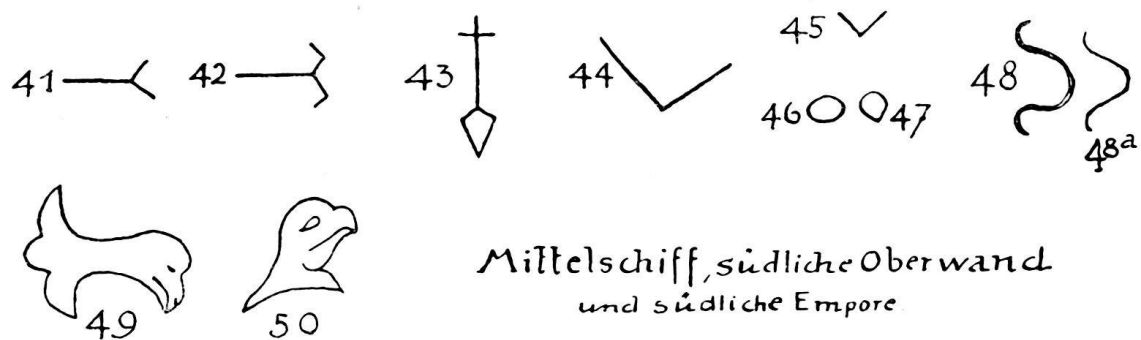 41 42 43 44 45
46 47 48 48a
49 50
Mittelschiff, südliche Oberwand
und südliche Empore